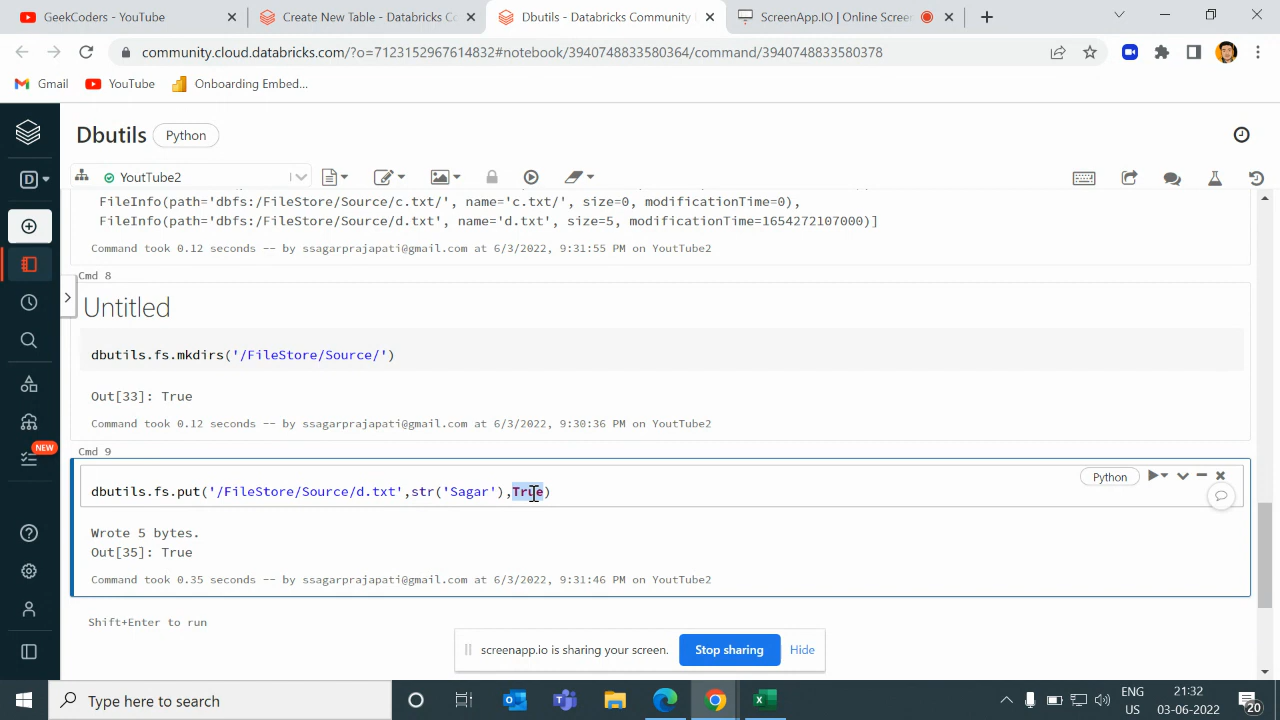 GeekCoders - YouTube
Create New Table - Databricks Co
Dbutils - Databricks Community
ScreenApp.IO | Online Screen
community.cloud.databricks.com/?o=7123152967614832#notebook/3940748833580364/command/3940748833580378
Gmail
YouTube
Onboarding Embed...
Dbutils
Python
YoutTube2
FileInfo(path='dbfs:/FileStore/Source/c.txt/', name='c.txt/', size=0, modificationTime=0),
FileInfo(path='dbfs:/FileStore/Source/d.txt', name='d.txt', size=5, modificationTime=1654272107000)]
Command took 0.12 seconds -- by ssagarprajapati@gmail.com at 6/3/2022, 9:31:55 PM on YoutTube2
Cmd 8
Untitled
dbutils.fs.mkdirs('/FileStore/Source/')
Out[33]: True
Command took 0.12 seconds -- by ssagarprajapati@gmail.com at 6/3/2022, 9:30:36 PM on YoutTube2
NEW
Cmd 9
Python
dbutils.fs.put('/FileStore/Source/d.txt',str('Sagar'),True)
Wrote 5 bytes.
Out[35]: True
Command took 0.35 seconds -- by ssagarprajapati@gmail.com at 6/3/2022, 9:31:46 PM on YoutTube2
Shift+Enter to run
screenapp.io is sharing your screen.
Stop sharing
Hide
Type here to search
ENG
US
21:32
03-06-2022
20